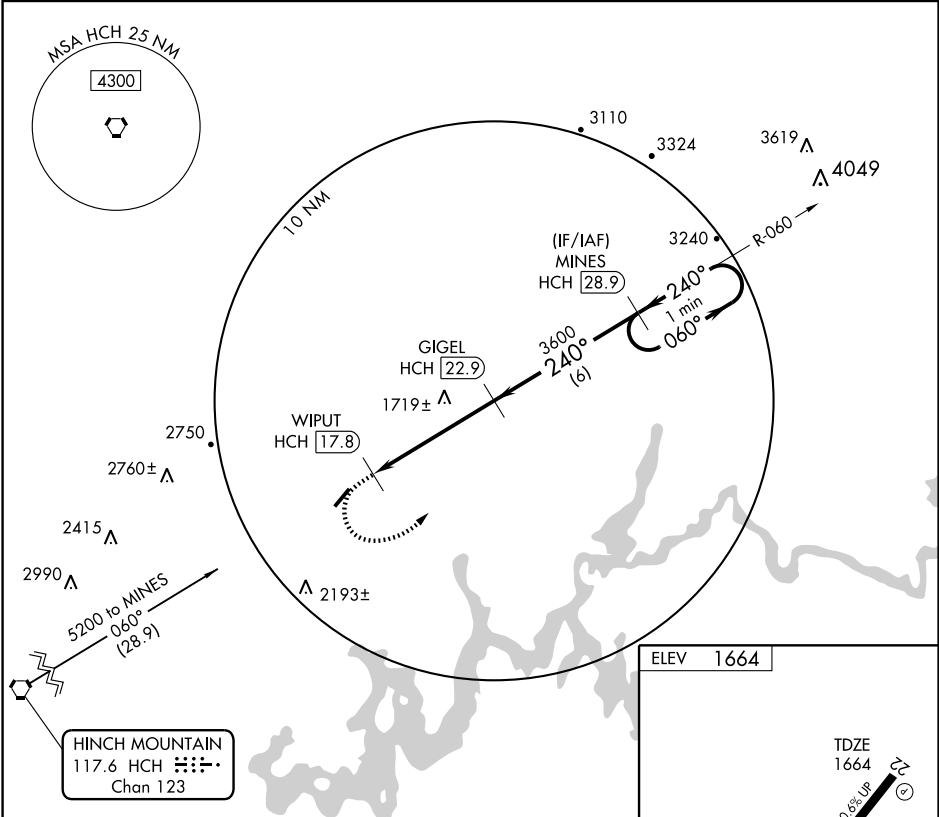 MSA HCH 25 NM
4300
10 NM
3110
3324
3619
4049
3240
R-060
(IF/IAF)
MINES
HCH 28.9
240°
1 min
060°
3600
240°
(6)
GIGEL
HCH 22.9
1719±
WIPUT
HCH 17.8
2750
2760±
2415
2990
2193±
5200 to MINES
060°
(28.9)
HINCH MOUNTAIN
117.6 HCH
Chan 123
ELEV 1664
TDZE
1664
22
P
0.6% UP